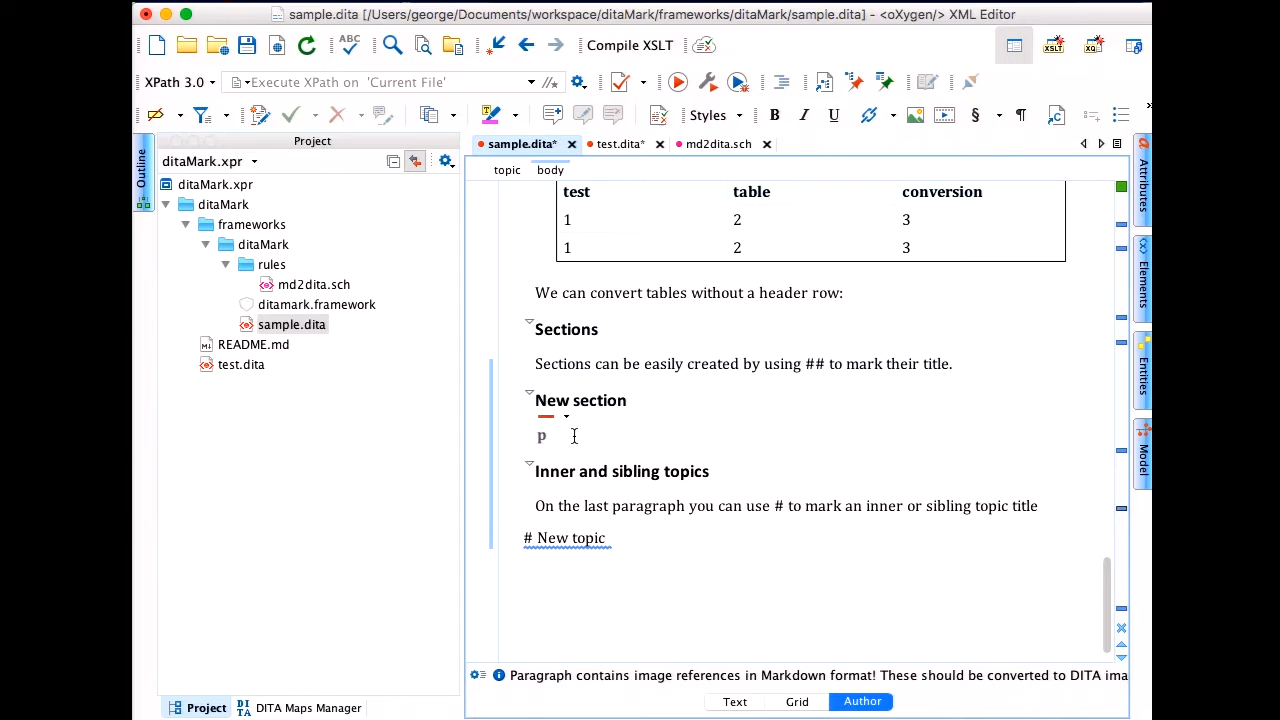 sample.dita [/Users/george/Documents/workspace/ditaMark/frameworks/ditaMark/sample.dita] - <oXygen/> XML Editor
ABC Compile XSLT XSLT XQ
XPath 3.0 Execute XPath on 'Current File'
Styles B I U § ¶
Outline
Project
ditaMark.xpr
ditaMark.xpr
ditaMark
frameworks
ditaMark
rules
md2dita.sch
ditamark.framework
sample.dita
README.md
test.dita
Project DITA Maps Manager
sample.dita* test.dita* md2dita.sch
topic body
test table conversion
1 2 3
1 2 3
We can convert tables without a header row:
Sections
Sections can be easily created by using ## to mark their title.
New section
p
Inner and sibling topics
On the last paragraph you can use # to mark an inner or sibling topic title
# New topic
Paragraph contains image references in Markdown format! These should be converted to DITA ima
Text Grid Author
Attributes
Elements
Entities
Model